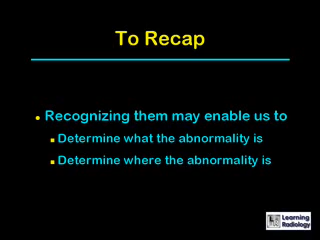 To Recap
Recognizing them may enable us to
Determine what the abnormality is
Determine where the abnormality is
Learning
Radiology